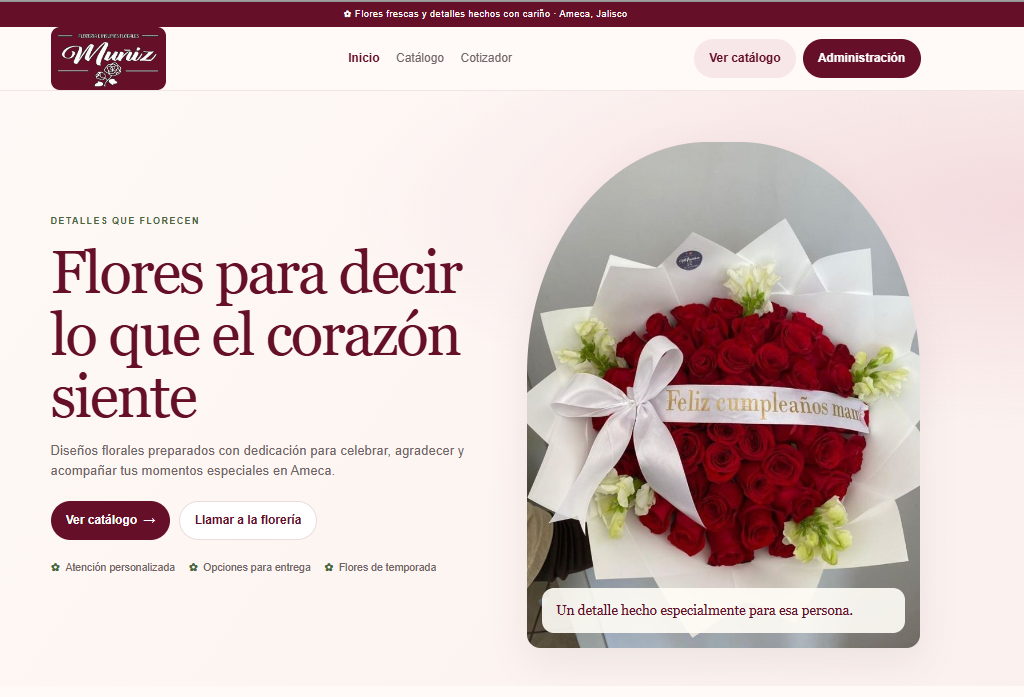 ✿ Flores frescas y detalles hechos con cariño · Ameca, Jalisco
Muñiz
Inicio
Catálogo
Cotizador
Ver catálogo
Administración
DETALLES QUE FLORECEN
Flores para decir
lo que el corazón
siente
Diseños florales preparados con dedicación para celebrar, agradecer y
acompañar tus momentos especiales en Ameca.
Ver catálogo →
Llamar a la florería
✿ Atención personalizada
✿ Opciones para entrega
✿ Flores de temporada
Feliz cumpleaños
Un detalle hecho especialmente para esa persona.